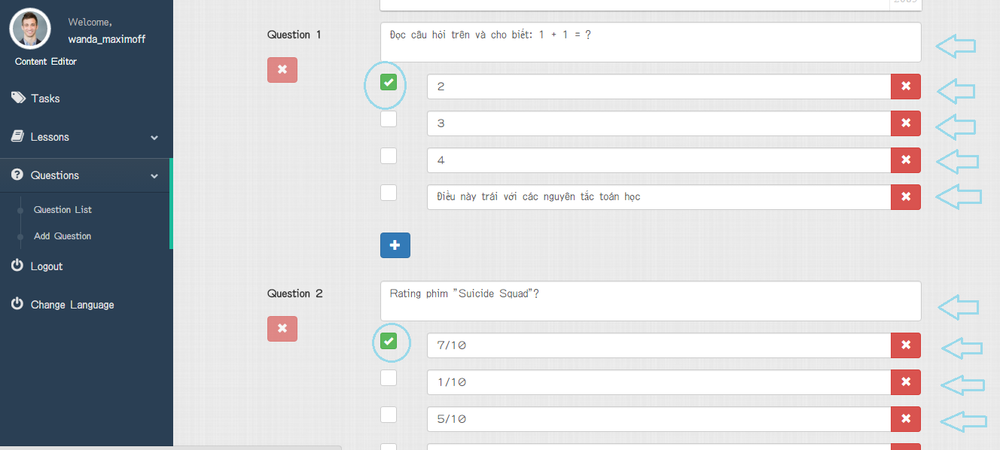 Welcome,
wanda_maximoff
Content Editor
Tasks
Lessons
Questions
Question List
Add Question
Logout
Change Language
Question 1
Đọc câu hỏi trên và cho biết: 1 + 1 = ?
2
3
4
Điều này trái với các nguyên tắc toán học
Question 2
Rating phim "Suicide Squad"?
7/10
1/10
5/10